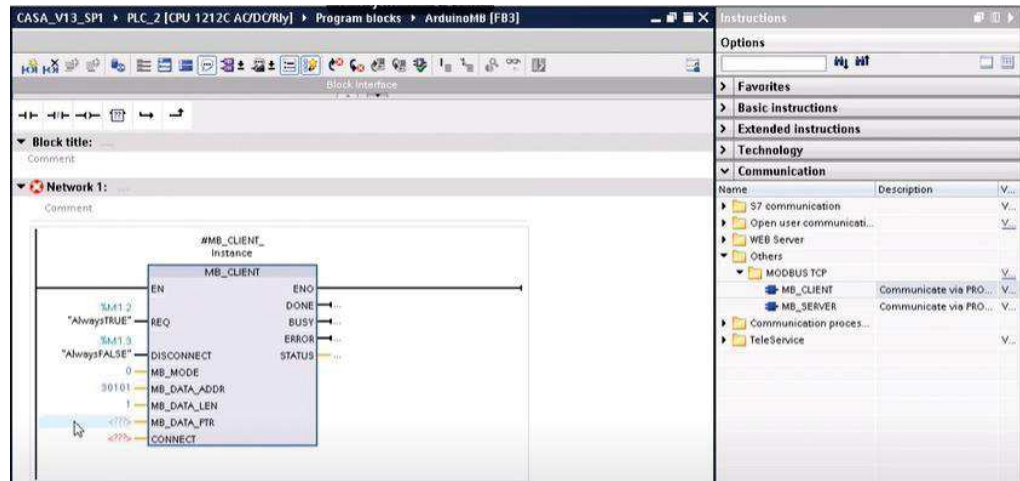 CASA_V13_SP1 ▸ PLC_2 [CPU 1212C AC/DC/Rly] ▸ Program blocks ▸ ArduinoMB [FB3]
Block Interface
Block title: ...
Comment
Network 1: ...
Comment
#MB_CLIENT_
Instance
MB_CLIENT
EN ENO
DONE ...
%M1.2
"AlwaysTRUE" REQ BUSY ...
%M1.3 ERROR ...
"AlwaysFALSE" DISCONNECT STATUS ...
0 MB_MODE
30101 MB_DATA_ADDR
1 MB_DATA_LEN
<???> MB_DATA_PTR
<???> CONNECT
Instructions
Options
Favorites
Basic instructions
Extended instructions
Technology
Communication
Name Description V...
S7 communication V...
Open user communicati... V...
WEB Server
Others
MODBUS TCP V...
MB_CLIENT Communicate via PRO... V...
MB_SERVER Communicate via PRO... V...
Communication proces...
TeleService V...